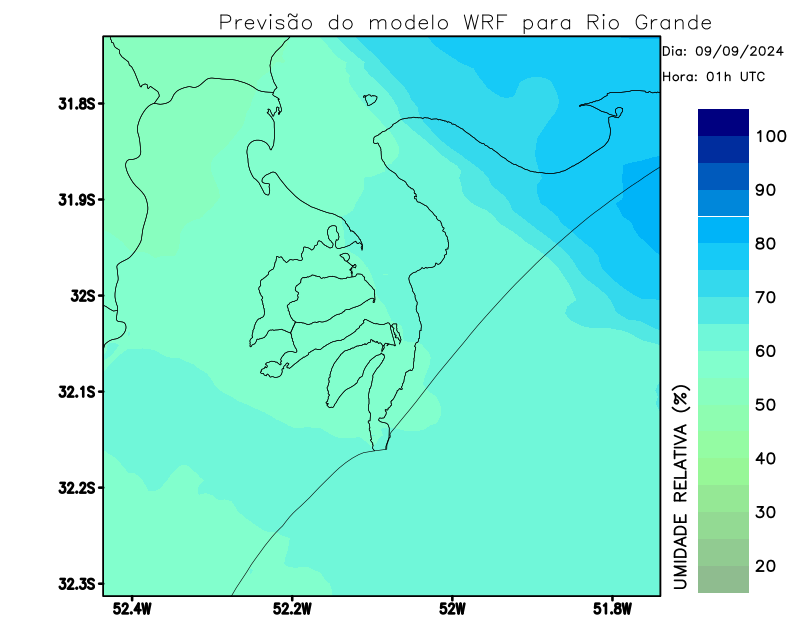 Previsão do modelo WRF para Rio Grande
Dia: 09/09/2024
Hora: 01h UTC
31.8S
31.9S
32S
32.1S
32.2S
32.3S
52.4W
52.2W
52W
51.8W
100
90
80
70
60
50
40
30
20
UMIDADE RELATIVA (%)